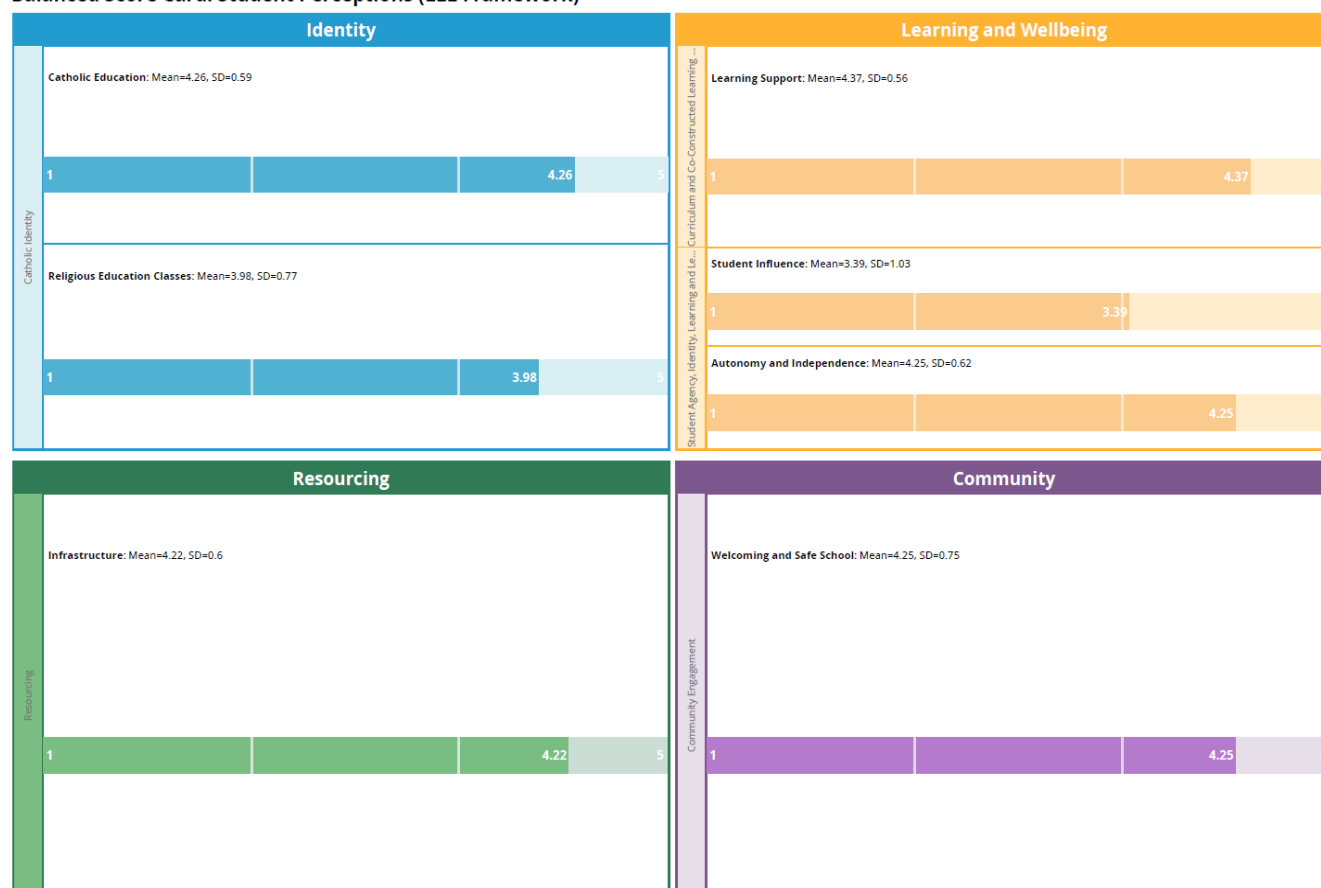 Identity
Catholic Identity
Catholic Education: Mean=4.26, SD=0.59
1 4.26 5
Religious Education Classes: Mean=3.98, SD=0.77
1 3.98 5
Learning and Wellbeing
Curriculum and Co-Constructed Learning ...
Learning Support: Mean=4.37, SD=0.56
1 4.37
Student Agency, Identity, Learning and Le...
Student Influence: Mean=3.39, SD=1.03
1 3.39
Autonomy and Independence: Mean=4.25, SD=0.62
1 4.25
Resourcing
Resourcing
Infrastructure: Mean=4.22, SD=0.6
1 4.22 5
Community
Community Engagement
Welcoming and Safe School: Mean=4.25, SD=0.75
1 4.25